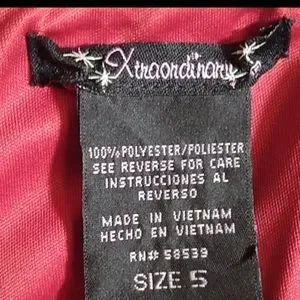 Xtraordinary
100% POLYESTER/POLIESTER
SEE REVERSE FOR CARE
INSTRUCCIONES AL
REVERSO
MADE IN VIETNAM
HECHO EN VIETNAM
RN# 58539
SIZE 5